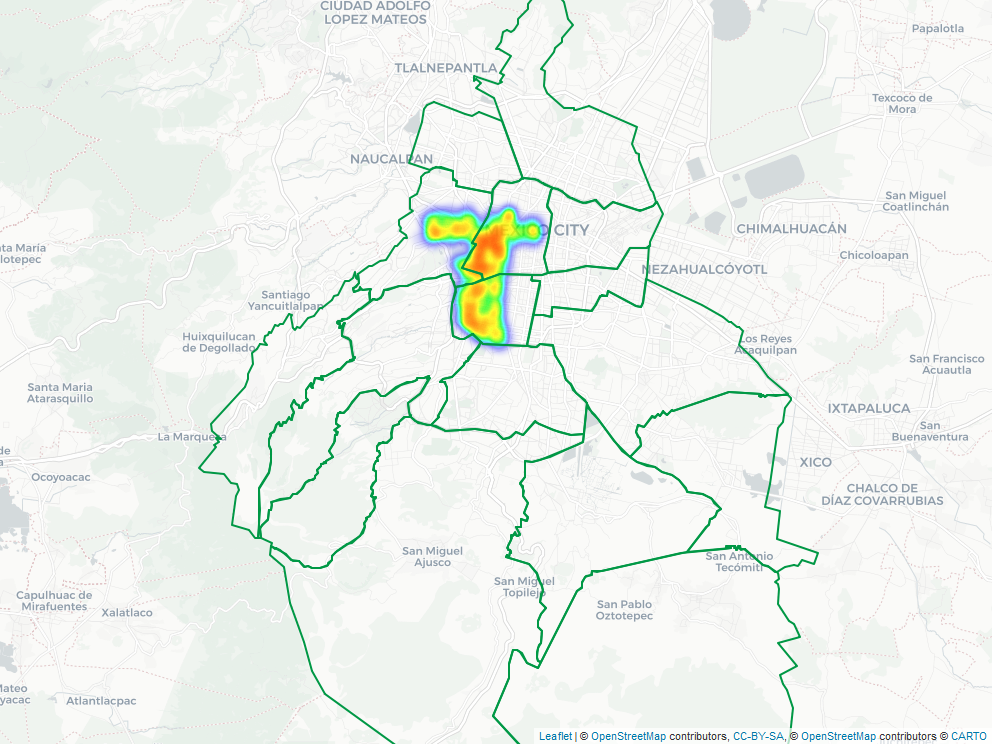 CIUDAD ADOLFO
LOPEZ MATEOS
Papalotla
TLALNEPANTLA
Texcoco de
Mora
NAUCALPAN
San Miguel
Coatlinchán
MEXICO CITY
CHIMALHUACÁN
nta María
lotepec
Chicoloapan
NEZAHUALCÓYOTL
Santiago
Yancuitlalpan
Huixquilucan
de Degollado
Los Reyes
Acaquilpan
San Francisco
Acuautla
Santa Maria
Atarasquillo
IXTAPALUCA
La Marquesa
San
Buenaventura
de
a
XICO
Ocoyoacac
CHALCO DE
DÍAZ COVARRUBIAS
San Miguel
Ajusco
San Antonio
Tecómitl
San Miguel
Topilejo
Capulhuac de
Mirafuentes
Xalatlaco
San Pablo
Oztotepec
Mateo
yacac
Atlantlacpac
Leaflet | © OpenStreetMap contributors, CC-BY-SA, © OpenStreetMap contributors © CARTO